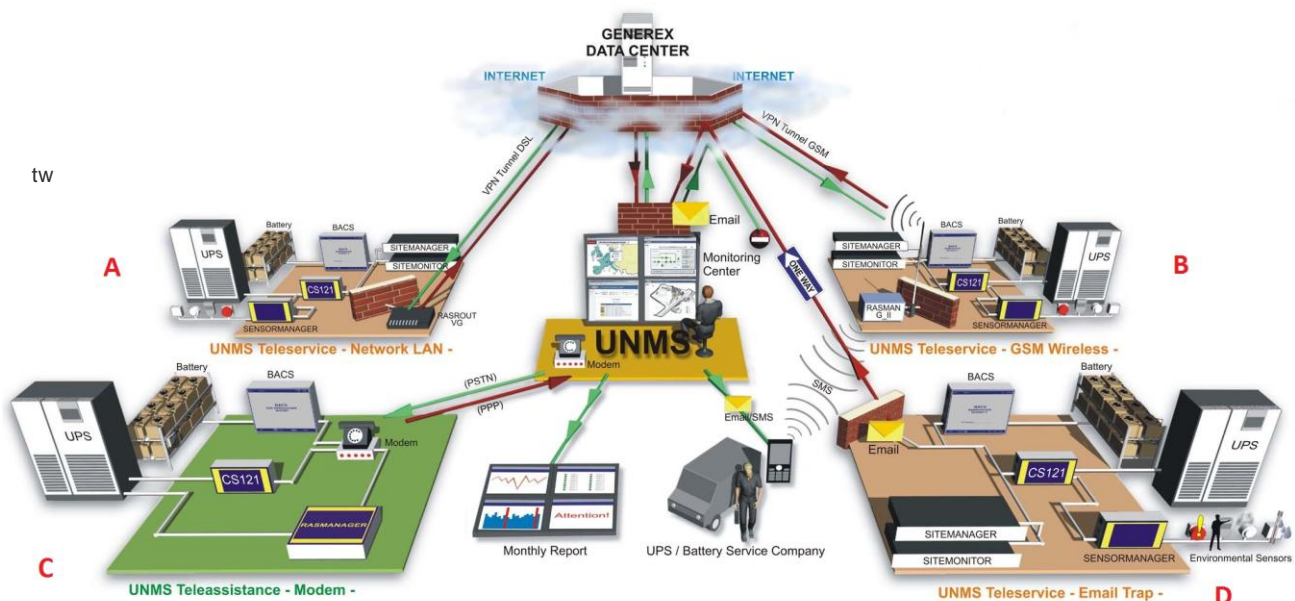 GENEREX
DATA CENTER
INTERNET
INTERNET
VPN Tunnel DSL
VPN Tunnel GSM
tw
Email
Monitoring
Center
ONE WAY
A
UPS
Battery
BACS
SITEMANAGER
SITEMONITOR
CS121
SENSORMANAGER
RASROUT
VG
UNMS Teleservice - Network LAN -
B
SITEMANAGER
SITEMONITOR
BACS
Battery
UPS
CS121
RASMAN
G_II
SENSORMANAGER
UNMS Teleservice - GSM Wireless -
UNMS
Modem
(PSTN)
(PPP)
Email/SMS
SMS
Battery
BACS
UPS
Modem
CS121
RASMANAGER
C
UNMS Teleassistance - Modem -
Attention!
Monthly Report
UPS / Battery Service Company
Email
BACS
Battery
UPS
CS121
SITEMANAGER
SITEMONITOR
SENSORMANAGER
Environmental Sensors
UNMS Teleservice - Email Trap -
D